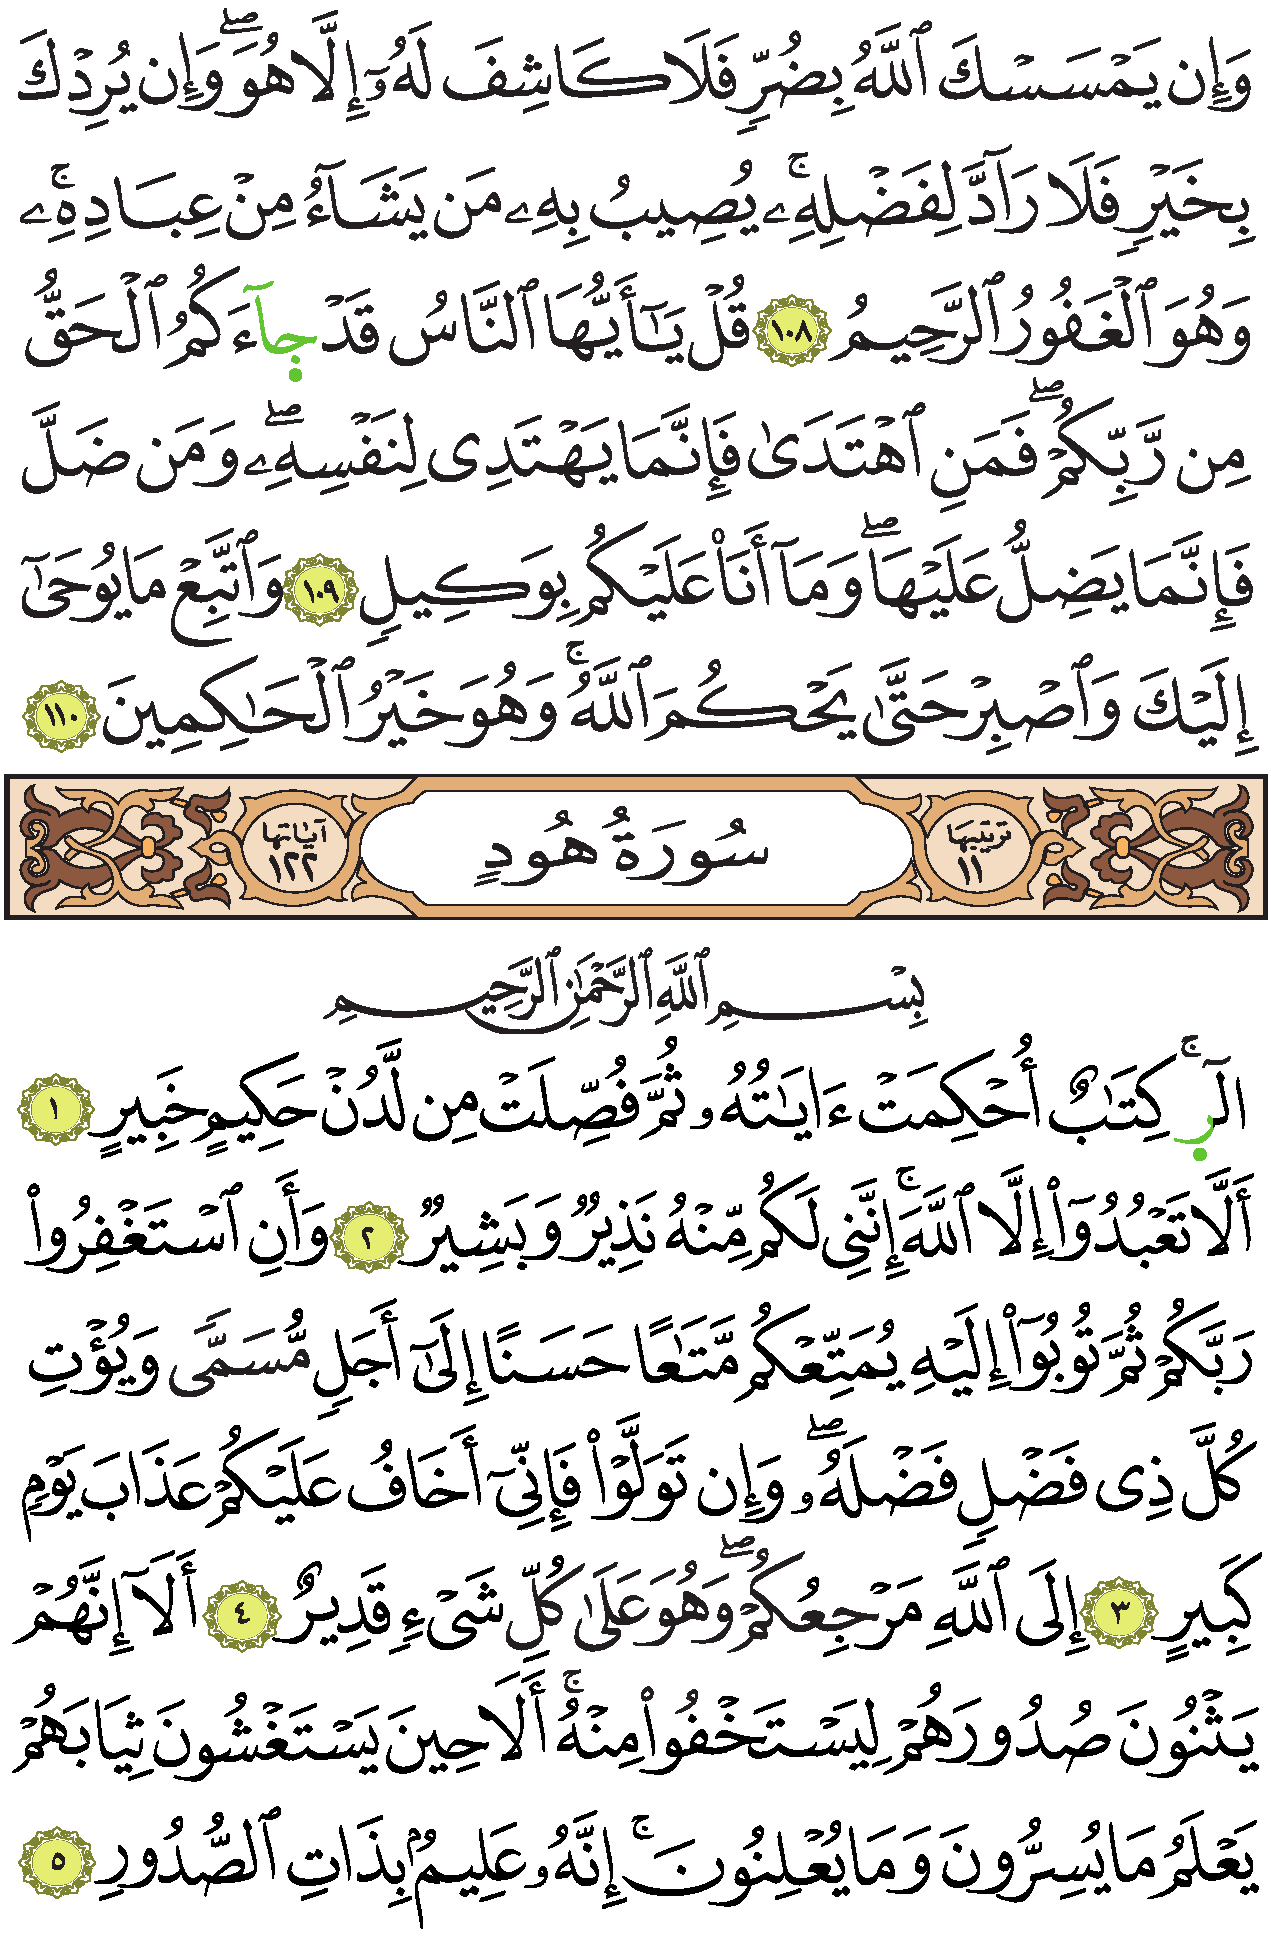 وَإِن يَمۡسَسۡكَ ٱللَّهُ بِضُرّٖ فَلَا كَاشِفَ لَهُۥٓ إِلَّا هُوَۖ وَإِن يُرِدۡكَ
بِخَيۡرٖ فَلَا رَآدَّ لِفَضۡلِهِۦۚ يُصِيبُ بِهِۦ مَن يَشَآءُ مِنۡ عِبَادِهِۦۚ
وَهُوَ ٱلۡغَفُورُ ٱلرَّحِيمُ ١٠٨ قُلۡ يَٰٓأَيُّهَا ٱلنَّاسُ قَدۡ جَآءَكُمُ ٱلۡحَقُّ
مِن رَّبِّكُمۡۖ فَمَنِ ٱهۡتَدَىٰ فَإِنَّمَا يَهۡتَدِي لِنَفۡسِهِۦۖ وَمَن ضَلَّ
فَإِنَّمَا يَضِلُّ عَلَيۡهَاۖ وَمَآ أَنَا۠ عَلَيۡكُم بِوَكِيلٖ ١٠٩ وَٱتَّبِعۡ مَا يُوحَىٰٓ
إِلَيۡكَ وَٱصۡبِرۡ حَتَّىٰ يَحۡكُمَ ٱللَّهُۚ وَهُوَ خَيۡرُ ٱلۡحَٰكِمِينَ ١١٠
ترتيبها ١١ سُورَةُ هُودٍ آياتها ١٢٢
بِسۡمِ ٱللَّهِ ٱلرَّحۡمَٰنِ ٱلرَّحِيمِ
الٓرۚ كِتَٰبٌ أُحۡكِمَتۡ ءَايَٰتُهُۥ ثُمَّ فُصِّلَتۡ مِن لَّدُنۡ حَكِيمٍ خَبِيرٍ ١
أَلَّا تَعۡبُدُوٓاْ إِلَّا ٱللَّهَۚ إِنَّنِي لَكُم مِّنۡهُ نَذِيرٞ وَبَشِيرٞ ٢ وَأَنِ ٱسۡتَغۡفِرُواْ
رَبَّكُمۡ ثُمَّ تُوبُوٓاْ إِلَيۡهِ يُمَتِّعۡكُم مَّتَٰعًا حَسَنًا إِلَىٰٓ أَجَلٖ مُّسَمّٗى وَيُؤۡتِ
كُلَّ ذِي فَضۡلٖ فَضۡلَهُۥۖ وَإِن تَوَلَّوۡاْ فَإِنِّيٓ أَخَافُ عَلَيۡكُمۡ عَذَابَ يَوۡمٖ
كَبِيرٍ ٣ إِلَى ٱللَّهِ مَرۡجِعُكُمۡۖ وَهُوَ عَلَىٰ كُلِّ شَيۡءٖ قَدِيرٌ ٤ أَلَآ إِنَّهُمۡ
يَثۡنُونَ صُدُورَهُمۡ لِيَسۡتَخۡفُواْ مِنۡهُۚ أَلَا حِينَ يَسۡتَغۡشُونَ ثِيَابَهُمۡ
يَعۡلَمُ مَا يُسِرُّونَ وَمَا يُعۡلِنُونَۚ إِنَّهُۥ عَلِيمُۢ بِذَاتِ ٱلصُّدُورِ ٥